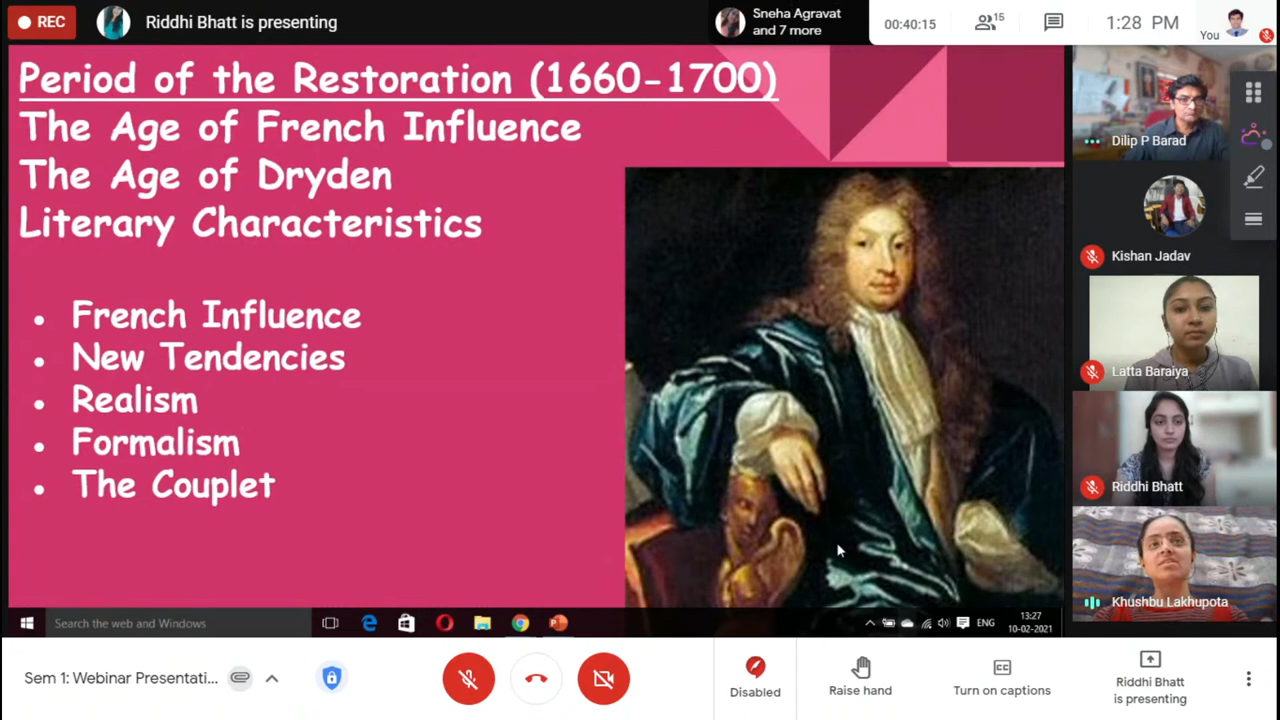 REC
Riddhi Bhatt is presenting
Sneha Agravat
and 7 more
00:40:15
15
1:28 PM
You
Period of the Restoration (1660-1700)
The Age of French Influence
The Age of Dryden
Literary Characteristics
• French Influence
• New Tendencies
• Realism
• Formalism
• The Couplet
Dilip P Barad
Kishan Jadav
Latta Baraiya
Riddhi Bhatt
Khushbu Lakhupota
Search the web and Windows
ENG
13:27
10-02-2021
Sem 1: Webinar Presentati...
Disabled
Raise hand
CC
Turn on captions
Riddhi Bhatt
is presenting